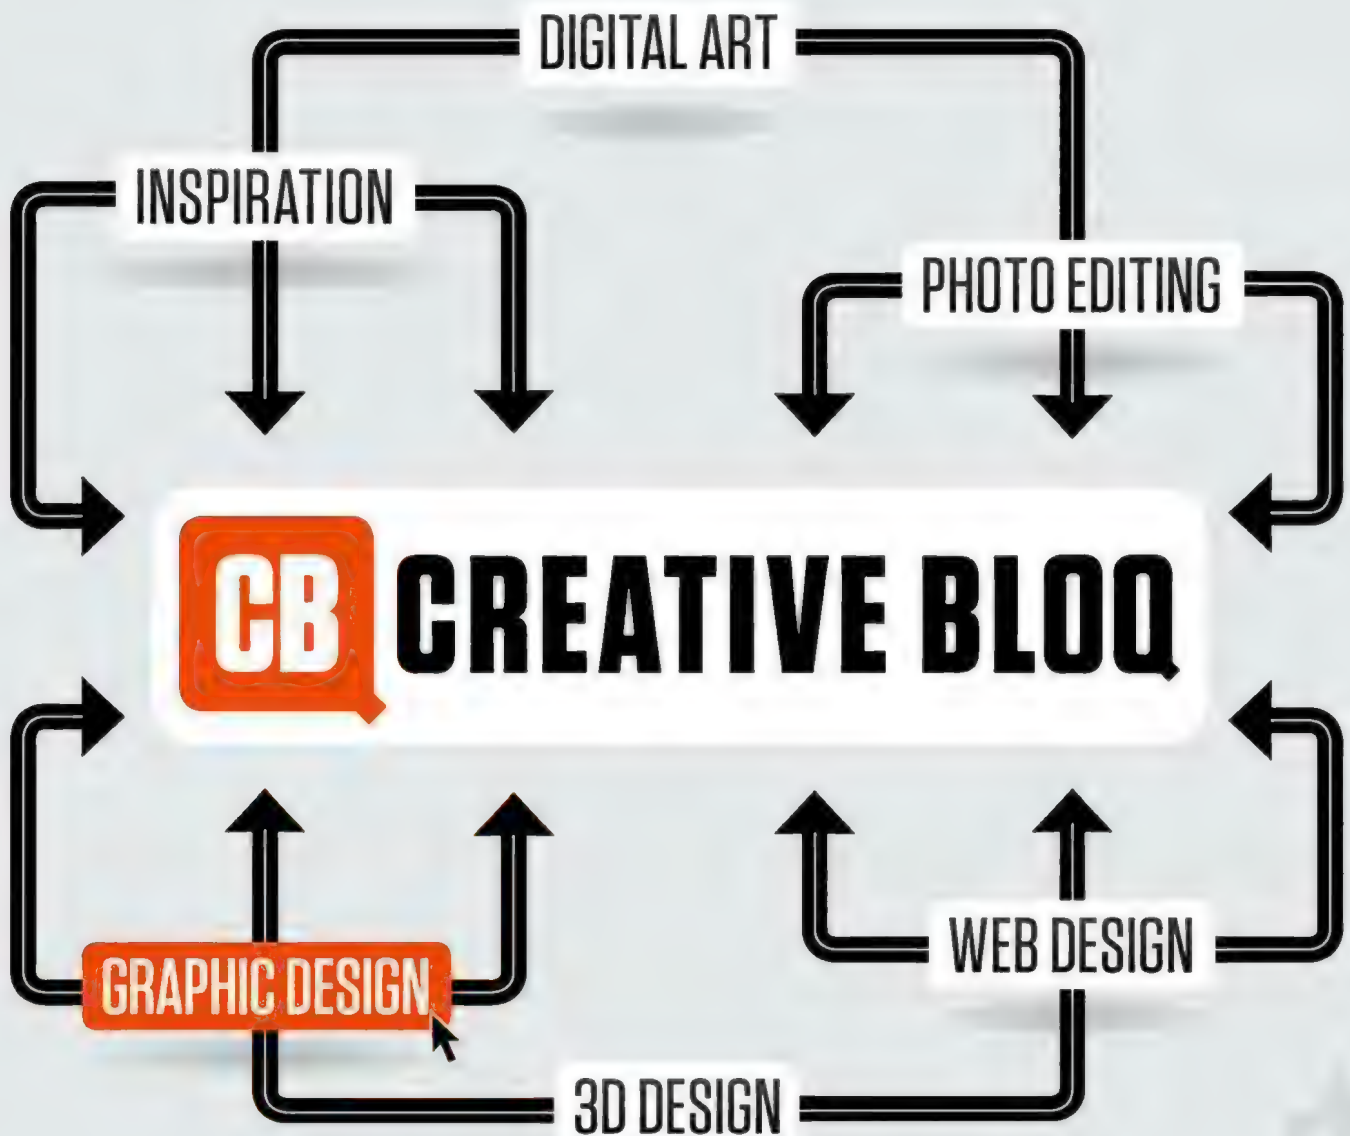 DIGITAL ART
INSPIRATION
PHOTO EDITING
CB CREATIVE BLOQ
WEB DESIGN
GRAPHIC DESIGN
3D DESIGN